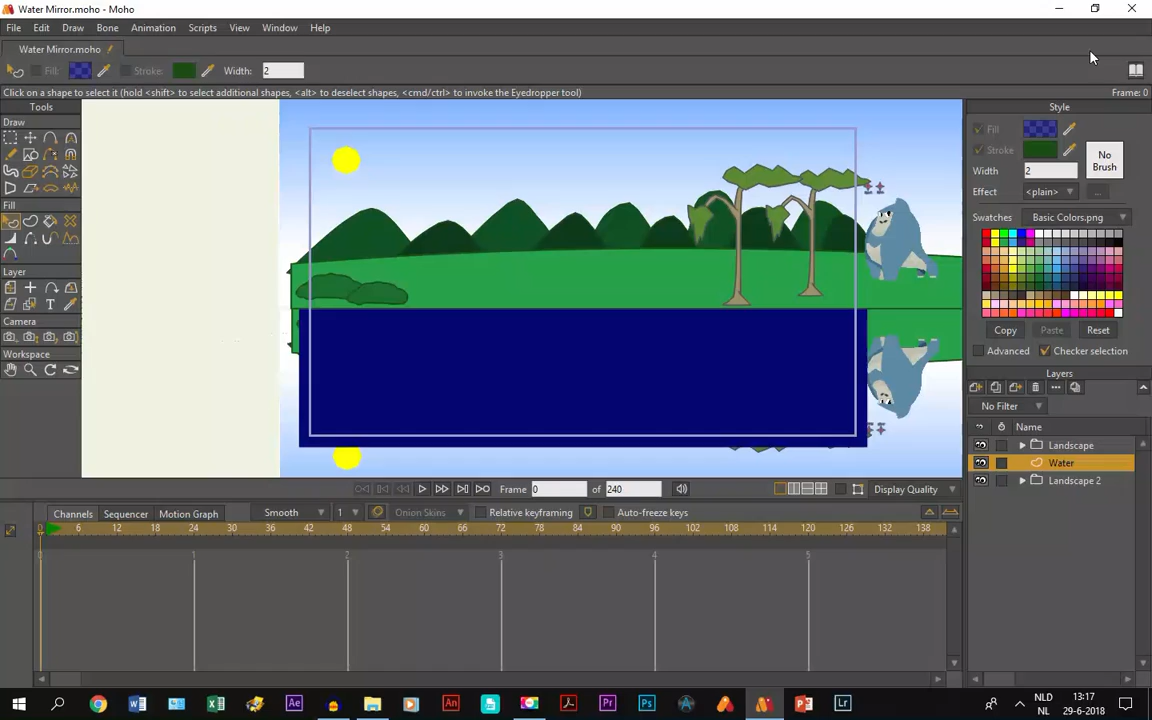 Water Mirror.moho - Moho
File Edit Draw Bone Animation Scripts View Window Help
Water Mirror.moho
Fill: Stroke: Width: 2
Click on a shape to select it (hold <shift> to select additional shapes, <alt> to deselect shapes, <cmd/ctrl> to invoke the Eyedropper tool) Frame: 0
Tools Style
Draw
Fill
Stroke
No Brush
Width 2
Effect <plain> ...
Fill
Swatches Basic Colors.png
Layer
Camera
Copy Paste Reset
Advanced Checker selection
Workspace
Layers
No Filter
Name
Landscape
Water
Landscape 2
Frame 0 of 240 Display Quality
Channels Sequencer Motion Graph Smooth 1 Onion Skins Relative keyframing Auto-freeze keys
0 6 12 18 24 30 36 42 48 54 60 66 72 78 84 90 96 102 108 114 120 126 132 138
0 1 2 3 4 5
NLD 13:17
NL 29-6-2018